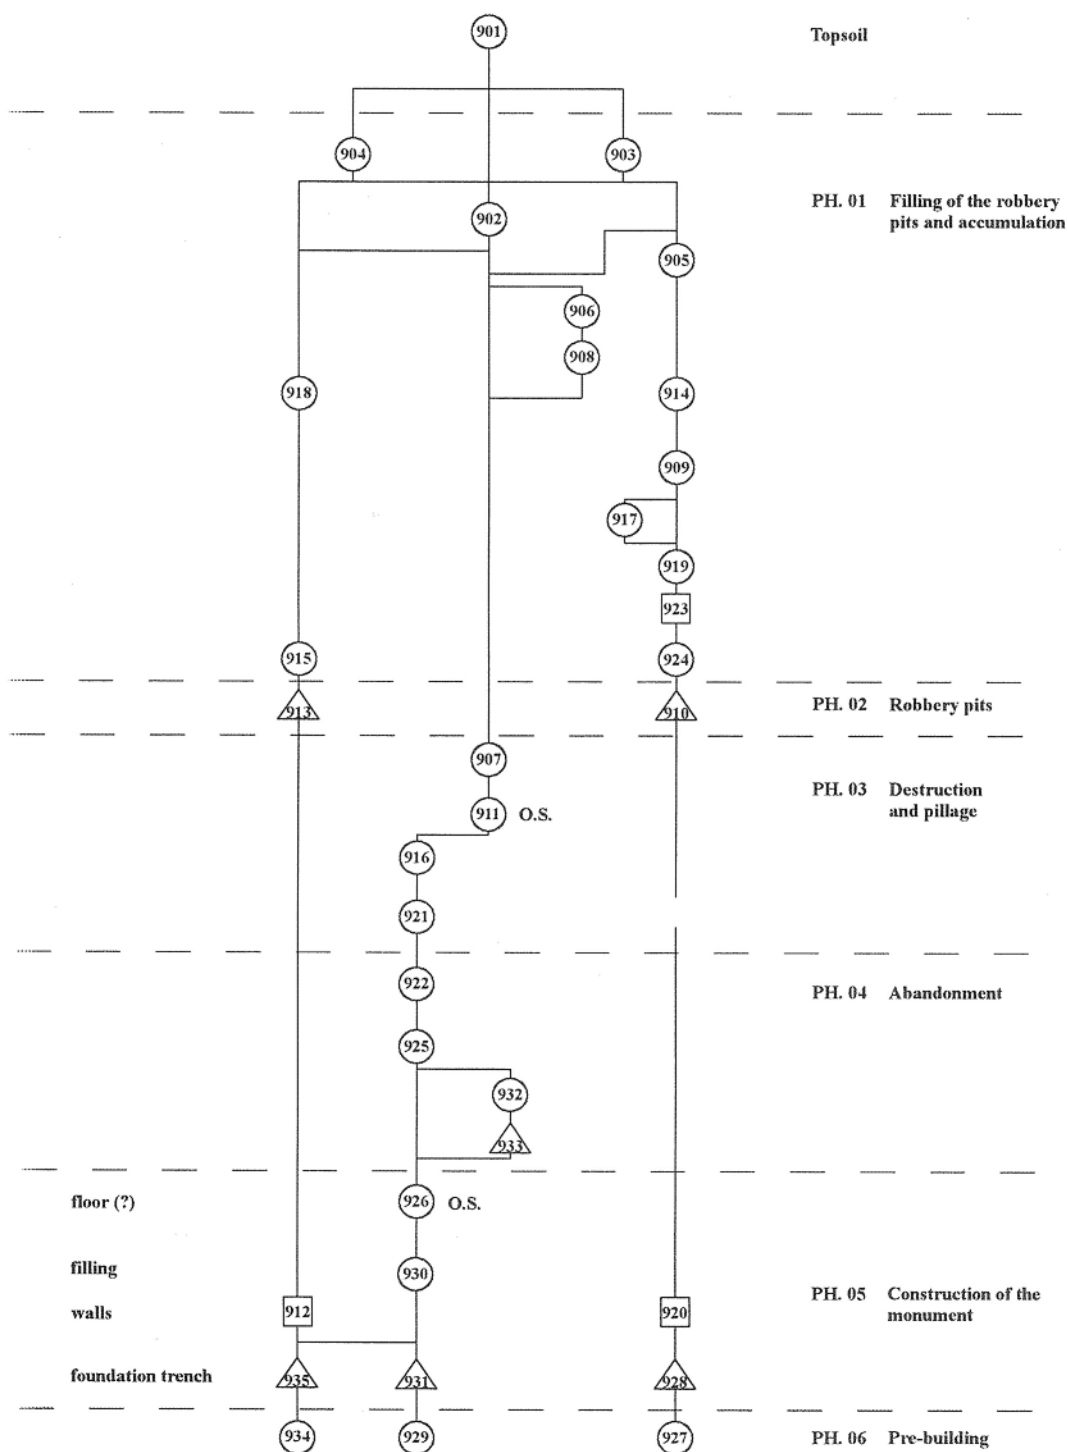 901
Topsoil
904
903
PH. 01 Filling of the robbery
pits and accumulation
902
905
906
908
918
914
909
917
919
923
915
924
913
910
PH. 02 Robbery pits
907
PH. 03 Destruction
and pillage
911 O.S.
916
921
922
PH. 04 Abandonment
925
932
933
floor (?)
926 O.S.
filling
930
walls
912
920
PH. 05 Construction of the
monument
foundation trench
935
931
928
934
929
927
PH. 06 Pre-building